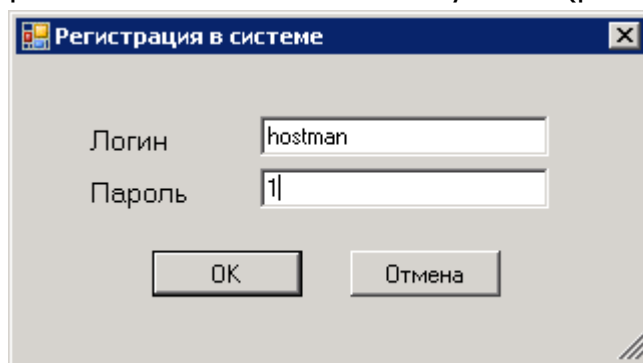 Регистрация в системе
Логин hostman
Пароль 1
OK Отмена